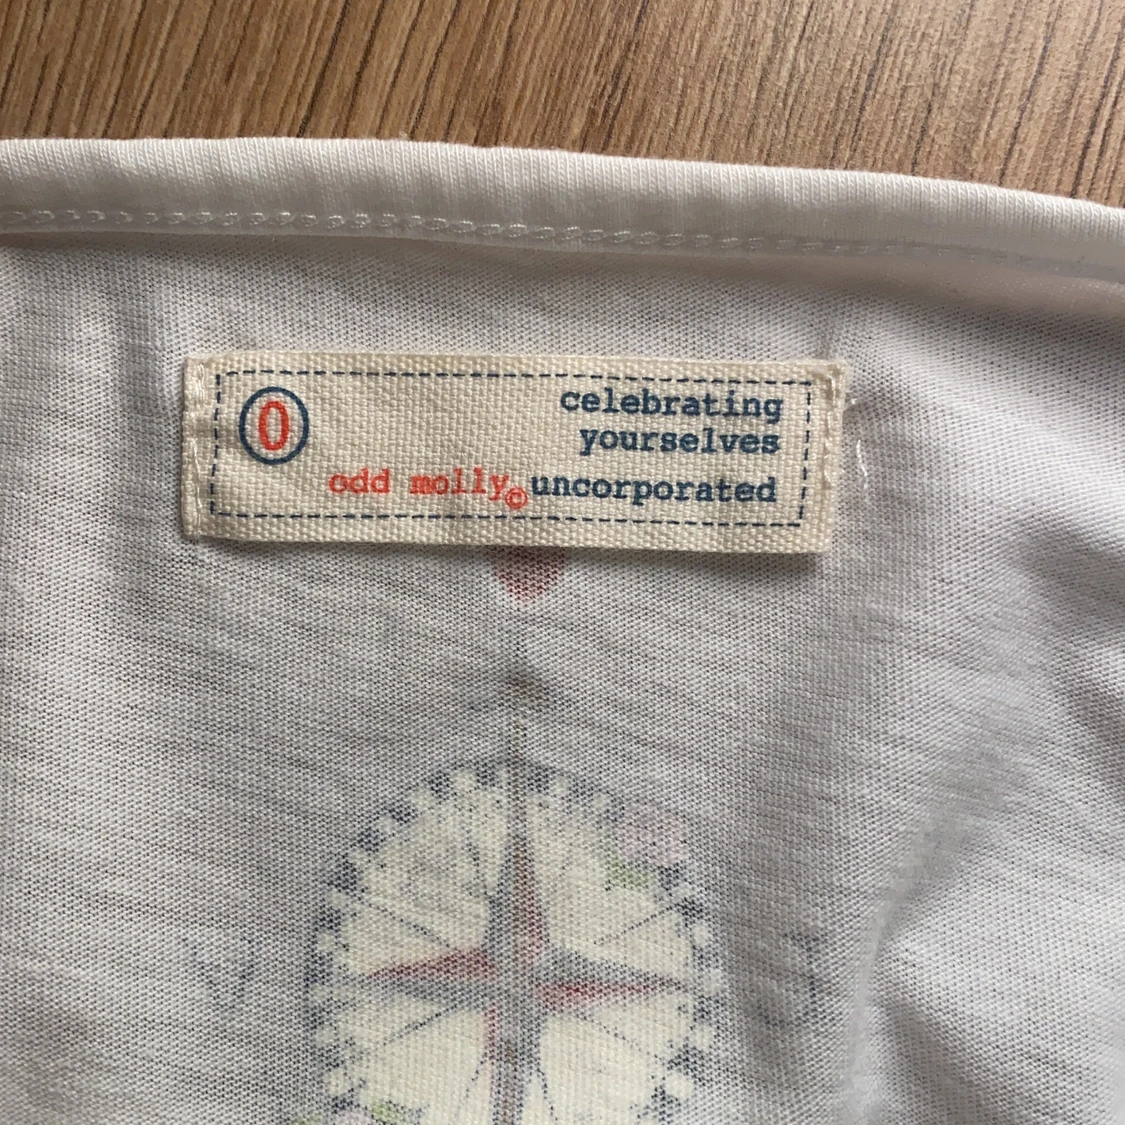 0
celebrating
yourselves
odd molly© uncorporated